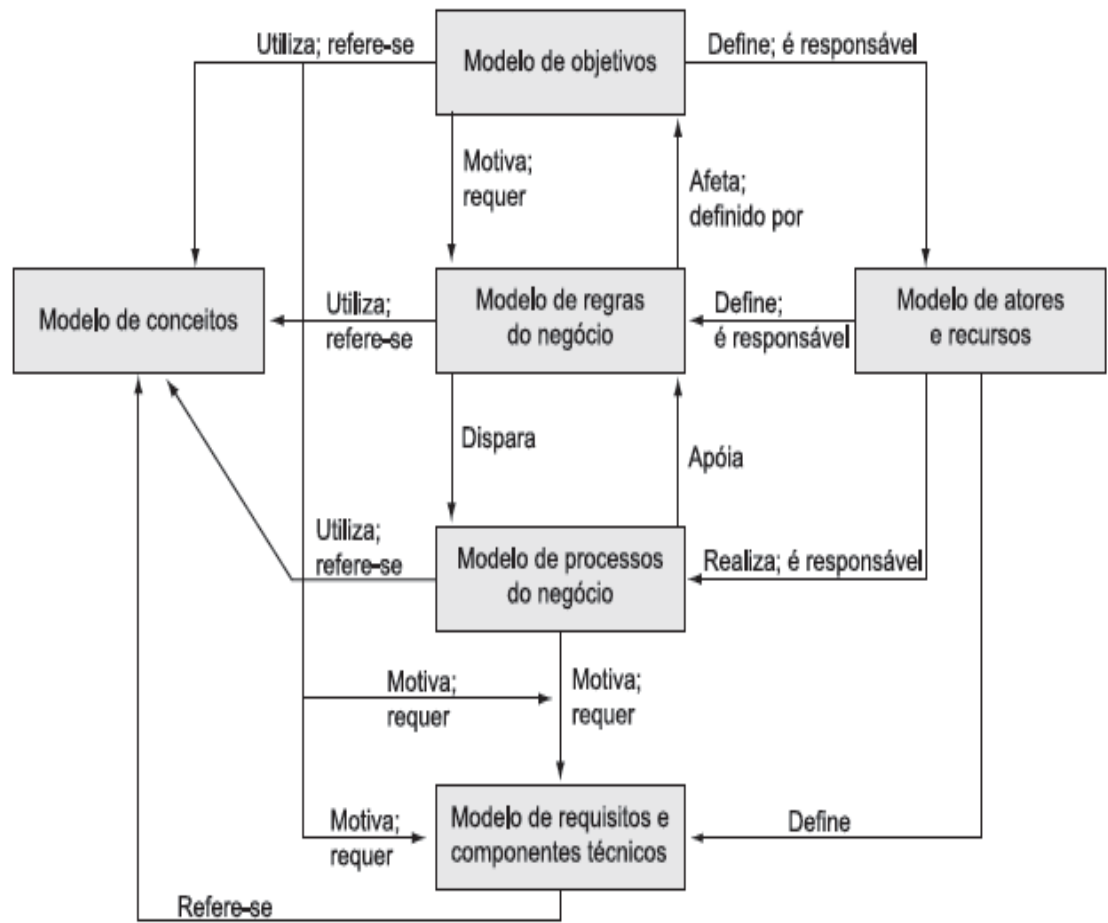 Utiliza; refere-se
Modelo de objetivos
Define; é responsável
Motiva;
requer
Afeta;
definido por
Modelo de conceitos
Utiliza;
refere-se
Modelo de regras
do negócio
Define;
é responsável
Modelo de atores
e recursos
Dispara
Apóia
Utiliza;
refere-se
Modelo de processos
do negócio
Realiza; é responsável
Motiva;
requer
Motiva;
requer
Motiva;
requer
Modelo de requisitos e
componentes técnicos
Define
Refere-se